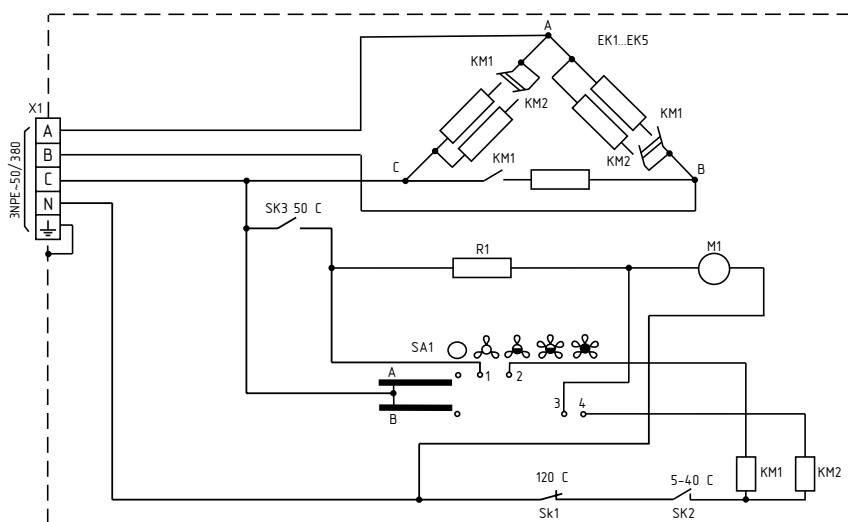 A
EK1...EK5
KM1
KM2
KM1
X1
A
B
C
N
3NPE~50/380
C
KM1
KM2
B
SK3 50 C
R1
M1
SA1
A
1
2
B
3 4
120 C
5-40 C
KM1
KM2
Sk1
SK2